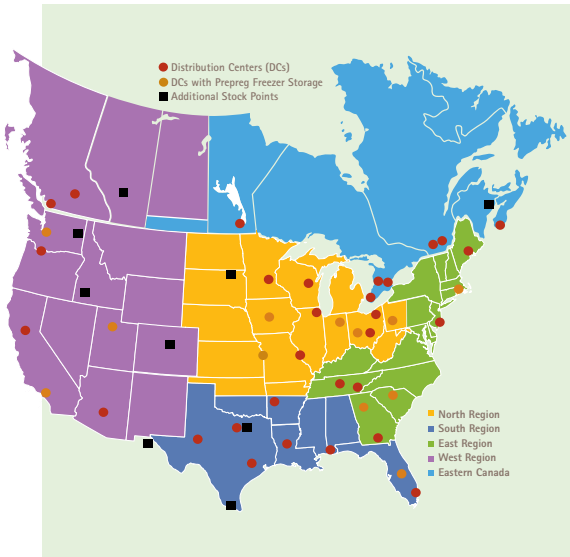 Distribution Centers (DCs)
DCs with Prepreg Freezer Storage
Additional Stock Points
North Region
South Region
East Region
West Region
Eastern Canada